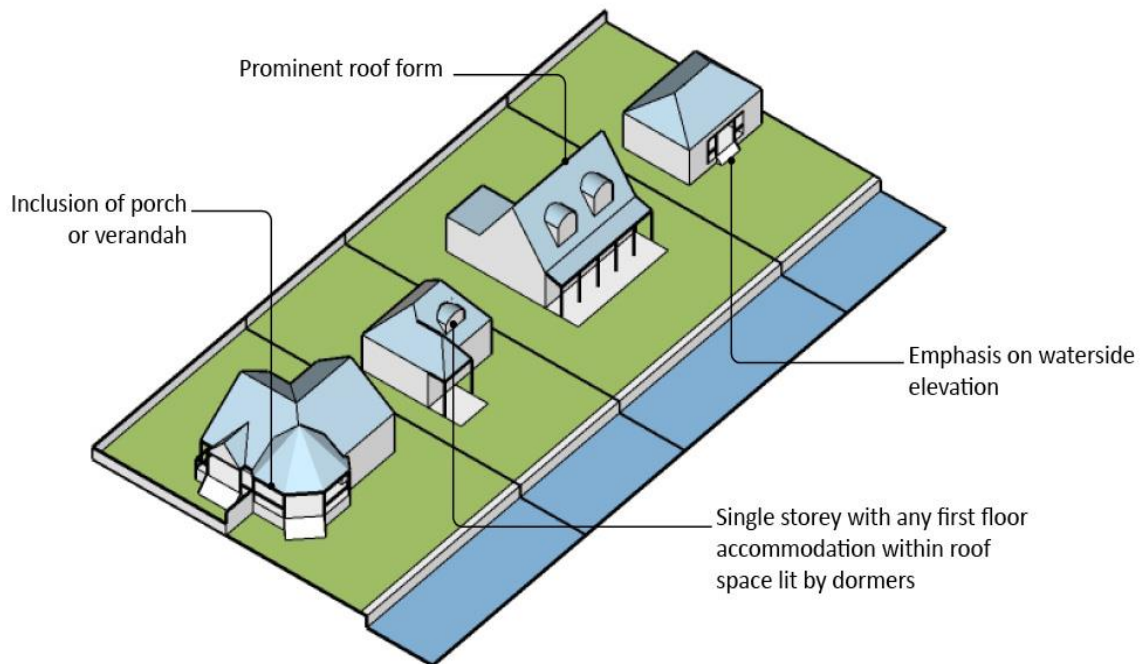 Prominent roof form
Inclusion of porch
or verandah
Emphasis on waterside
elevation
Single storey with any first floor
accommodation within roof
space lit by dormers